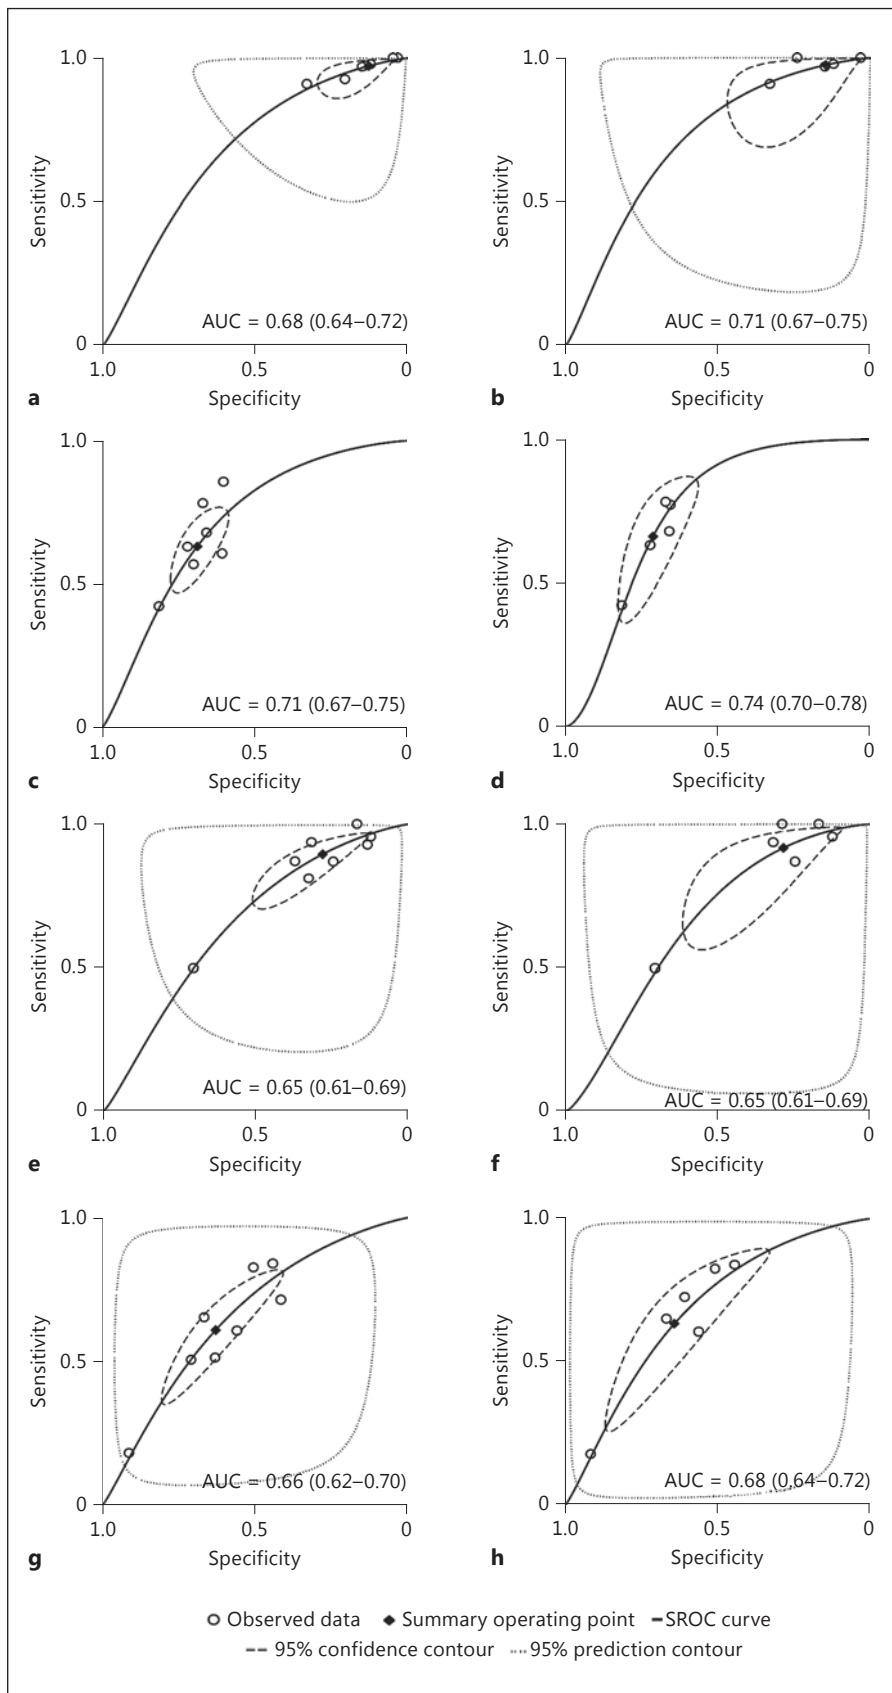 1.0
0.5
0
Sensitivity
AUC = 0.68 (0.64–0.72)
1.0 0.5 0
Specificity
a
1.0
0.5
0
Sensitivity
AUC = 0.71 (0.67–0.75)
1.0 0.5 0
Specificity
b
1.0
0.5
0
Sensitivity
AUC = 0.71 (0.67–0.75)
1.0 0.5 0
Specificity
c
1.0
0.5
0
Sensitivity
AUC = 0.74 (0.70–0.78)
1.0 0.5 0
Specificity
d
1.0
0.5
0
Sensitivity
AUC = 0.65 (0.61–0.69)
1.0 0.5 0
Specificity
e
1.0
0.5
0
Sensitivity
AUC = 0.65 (0.61–0.69)
1.0 0.5 0
Specificity
f
1.0
0.5
0
Sensitivity
AUC = 0.66 (0.62–0.70)
1.0 0.5 0
Specificity
g
1.0
0.5
0
Sensitivity
AUC = 0.68 (0.64–0.72)
1.0 0.5 0
Specificity
h
Observed data Summary operating point SROC curve
95% confidence contour 95% prediction contour